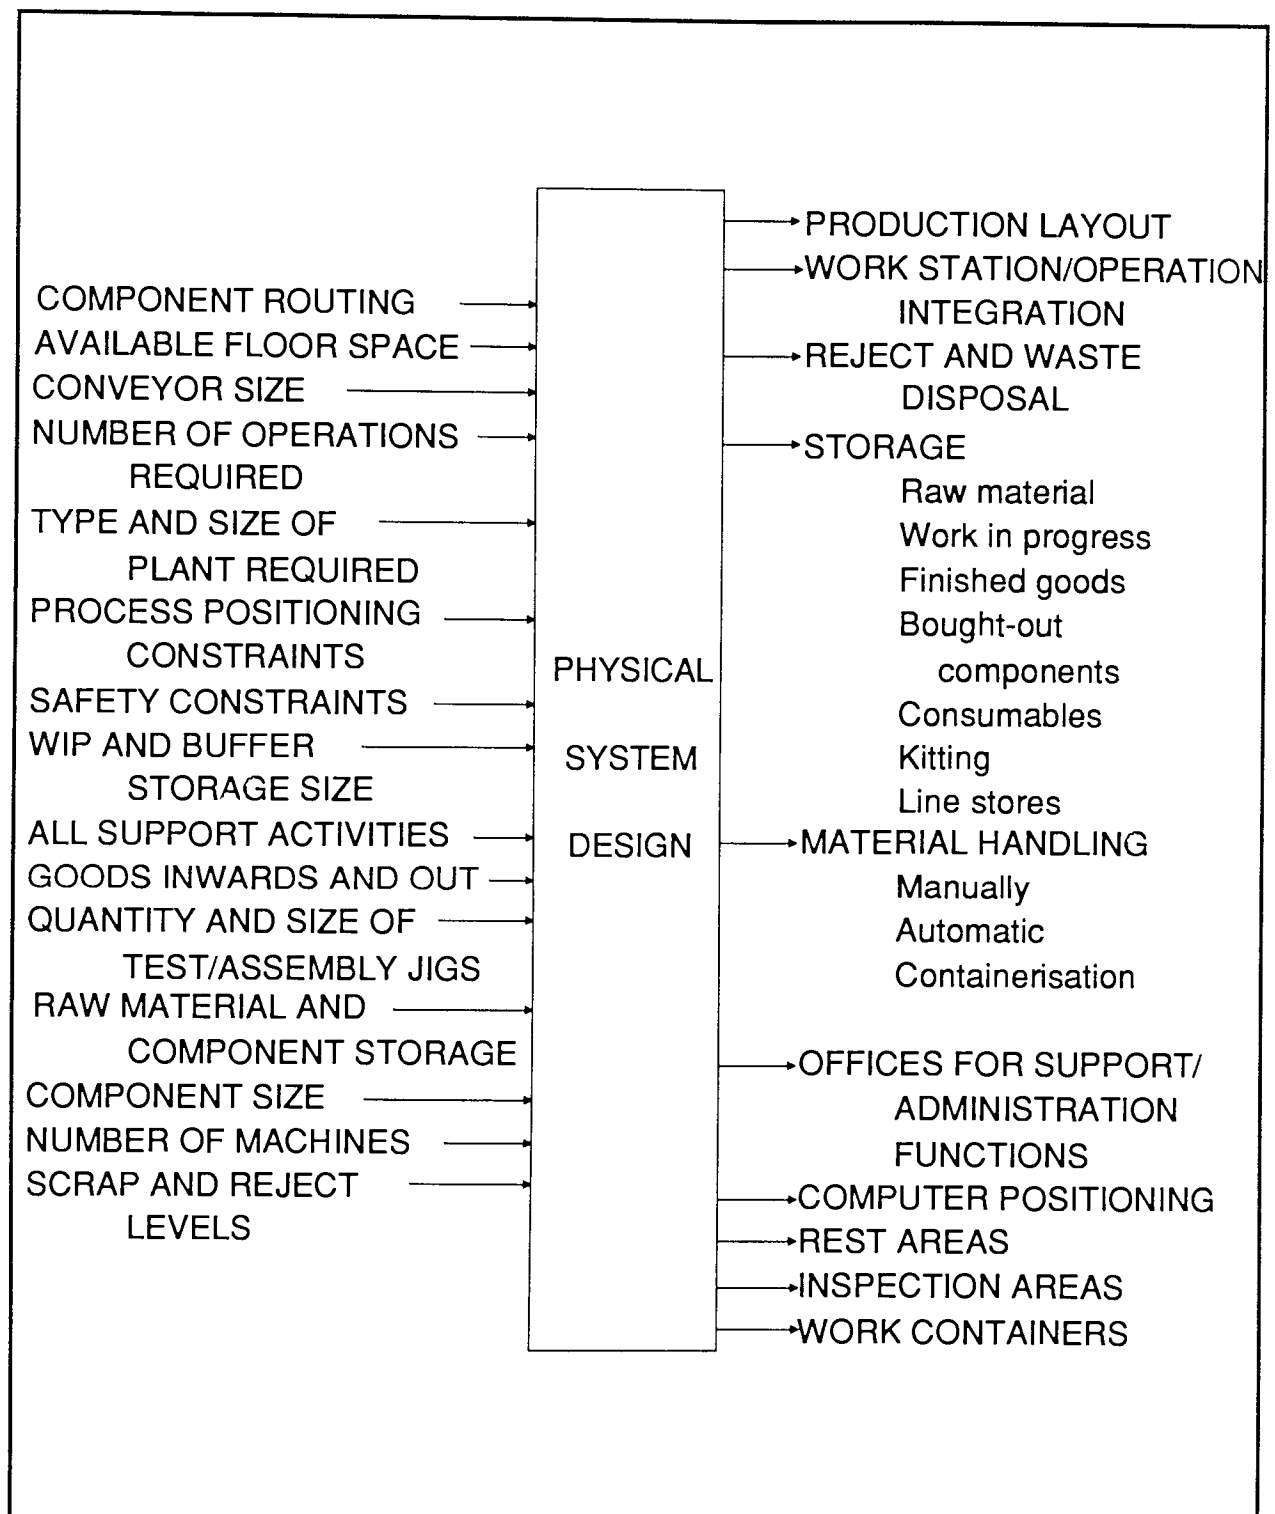 COMPONENT ROUTING
AVAILABLE FLOOR SPACE
CONVEYOR SIZE
NUMBER OF OPERATIONS
REQUIRED
TYPE AND SIZE OF
PLANT REQUIRED
PROCESS POSITIONING
CONSTRAINTS
SAFETY CONSTRAINTS
WIP AND BUFFER
STORAGE SIZE
ALL SUPPORT ACTIVITIES
GOODS INWARDS AND OUT
QUANTITY AND SIZE OF
TEST/ASSEMBLY JIGS
RAW MATERIAL AND
COMPONENT STORAGE
COMPONENT SIZE
NUMBER OF MACHINES
SCRAP AND REJECT
LEVELS
PHYSICAL
SYSTEM
DESIGN
PRODUCTION LAYOUT
WORK STATION/OPERATION
INTEGRATION
REJECT AND WASTE
DISPOSAL
STORAGE
Raw material
Work in progress
Finished goods
Bought-out
components
Consumables
Kitting
Line stores
MATERIAL HANDLING
Manually
Automatic
Containerisation
OFFICES FOR SUPPORT/
ADMINISTRATION
FUNCTIONS
COMPUTER POSITIONING
REST AREAS
INSPECTION AREAS
WORK CONTAINERS